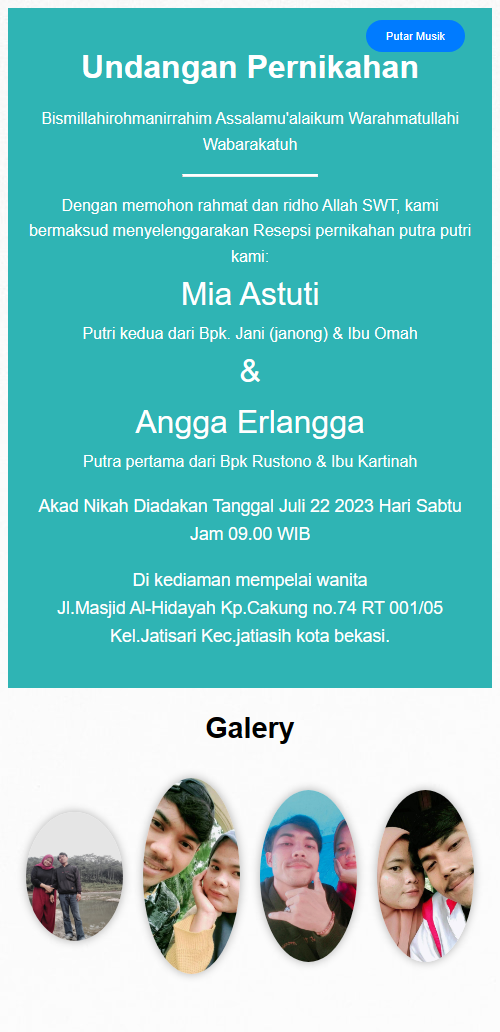 Putar Musik
Undangan Pernikahan
Bismillahirohmanirrahim Assalamu'alaikum Warahmatullahi
Wabarakatuh
Dengan memohon rahmat dan ridho Allah SWT, kami
bermaksud menyelenggarakan Resepsi pernikahan putra putri
kami:
Mia Astuti
Putri kedua dari Bpk. Jani (janong) & Ibu Omah
&
Angga Erlangga
Putra pertama dari Bpk Rustono & Ibu Kartinah
Akad Nikah Diadakan Tanggal Juli 22 2023 Hari Sabtu
Jam 09.00 WIB
Di kediaman mempelai wanita
Jl.Masjid Al-Hidayah Kp.Cakung no.74 RT 001/05
Kel.Jatisari Kec.jatiasih kota bekasi.
Galery